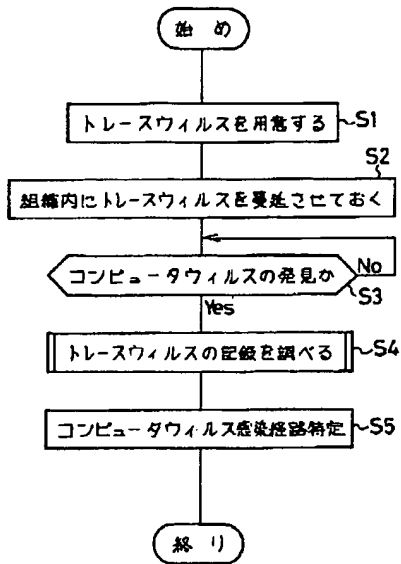 始め
トレースウィルスを用意する
S1
S2
組織内にトレースウィルスを蔓延させておく
コンピュータウィルスの発見か
No
S3
Yes
トレースウィルスの記録を調べる
S4
コンピュータウィルス感染経路特定
S5
終り